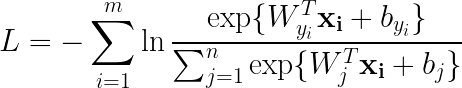 L = -\sum_{i=1}^{m} \ln \frac{\exp\{W_{y_i}^T \mathbf{x_i} + b_{y_i}\}}{\sum_{j=1}^{n} \exp\{W_j^T \mathbf{x_i} + b_j\}}